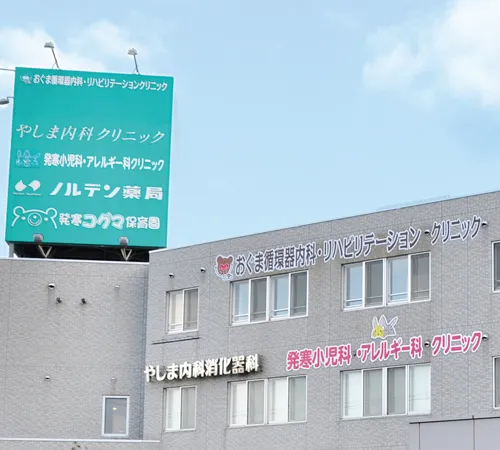 おぐま循環器内科・リハビリテーションクリニック
やしま内科クリニック
発寒小児科・アレルギー科クリニック
ノルデン薬局
発寒コグマ保育園
おぐま循環器内科・リハビリテーション クリニック
発寒小児科・アレルギー科 クリニック
やしま内科消化器科